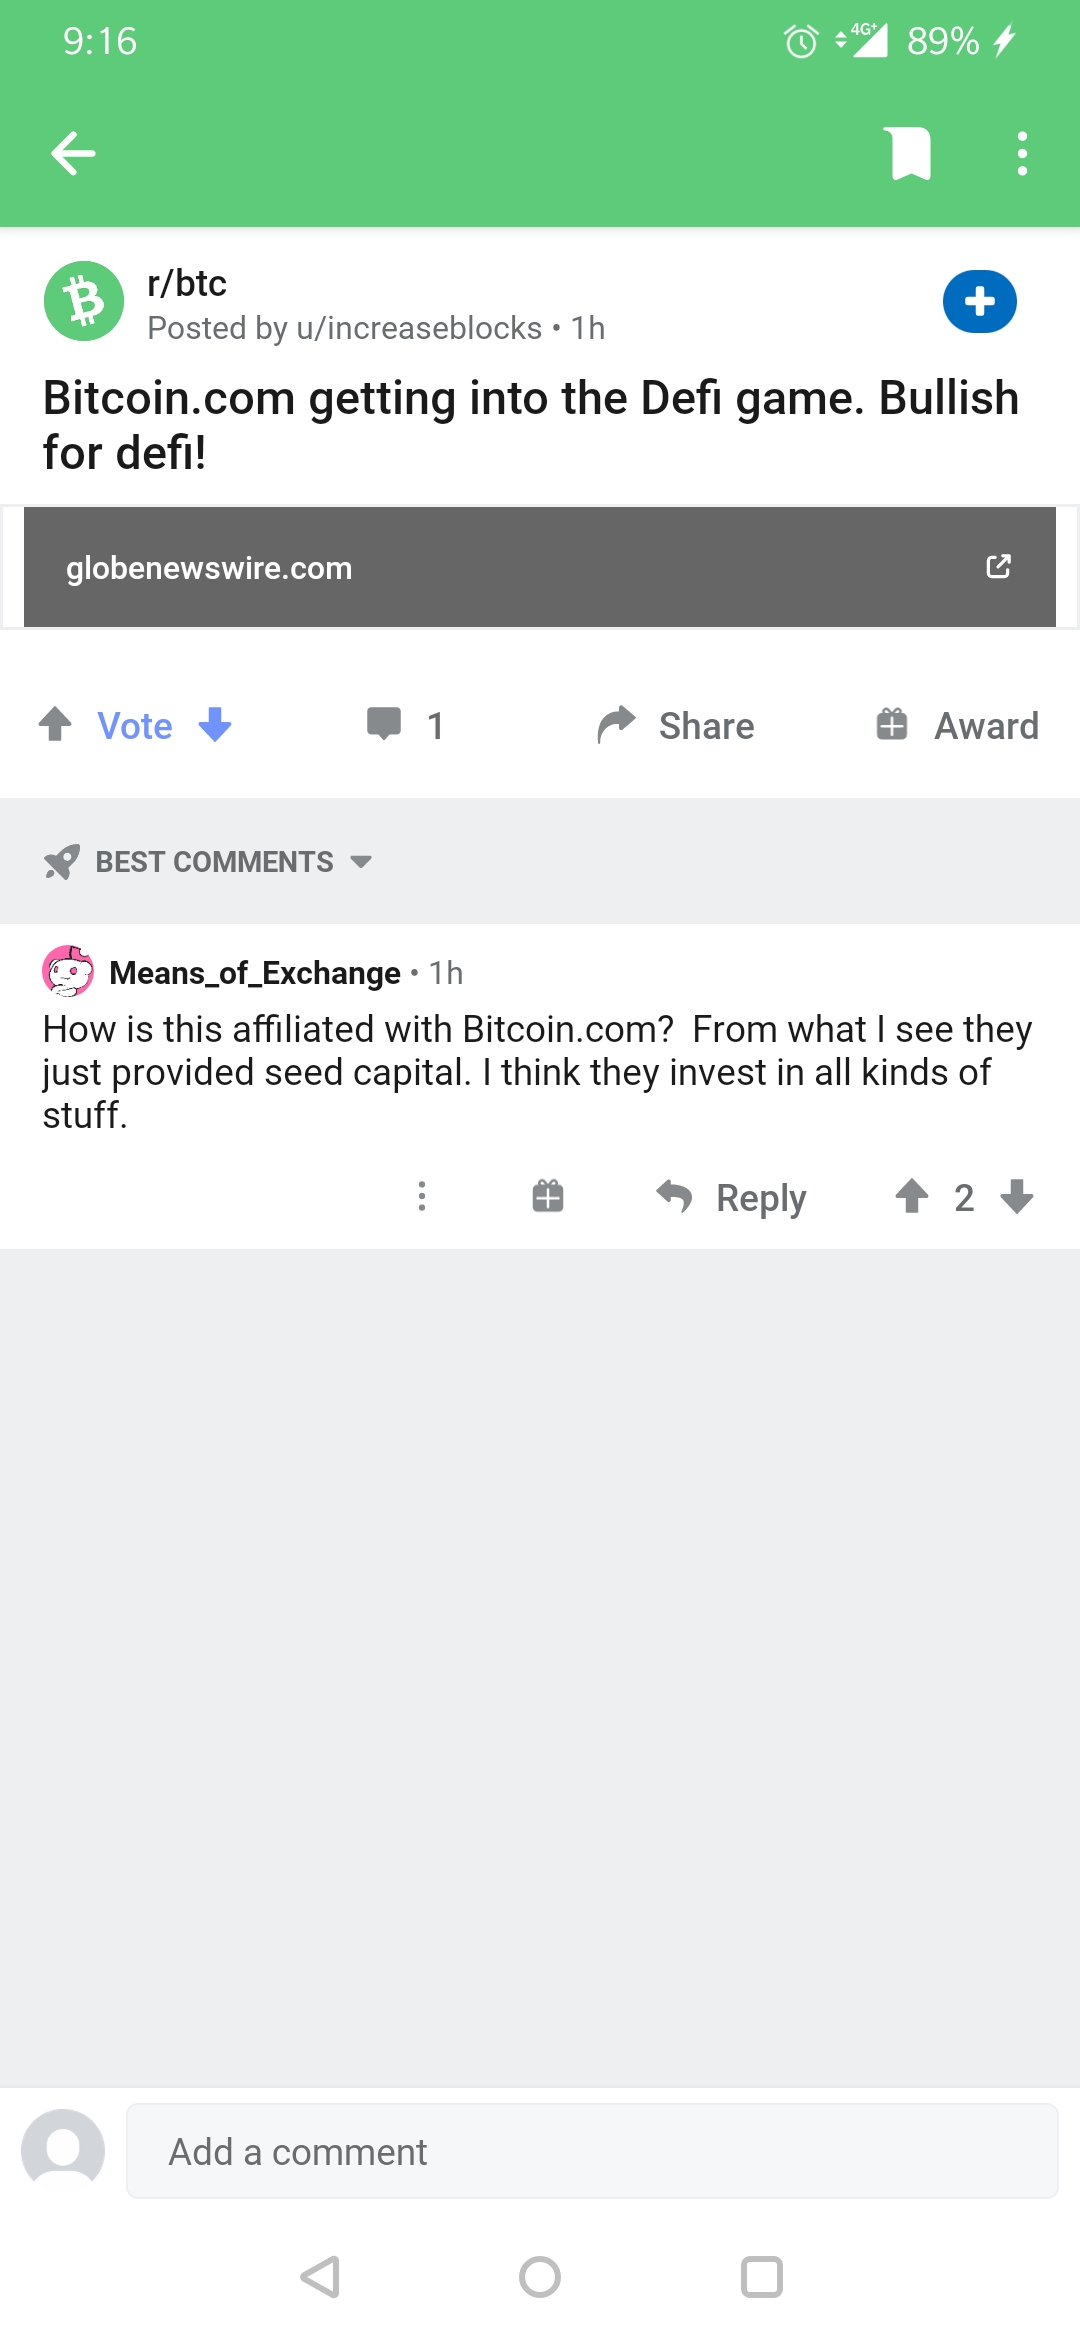 9:16
4G+ 89%
r/btc
Posted by u/increaseblocks • 1h
Bitcoin.com getting into the Defi game. Bullish
for defi!
globenewswire.com
Vote 1 Share Award
BEST COMMENTS
Means_of_Exchange • 1h
How is this affiliated with Bitcoin.com? From what I see they
just provided seed capital. I think they invest in all kinds of
stuff.
Reply 2
Add a comment